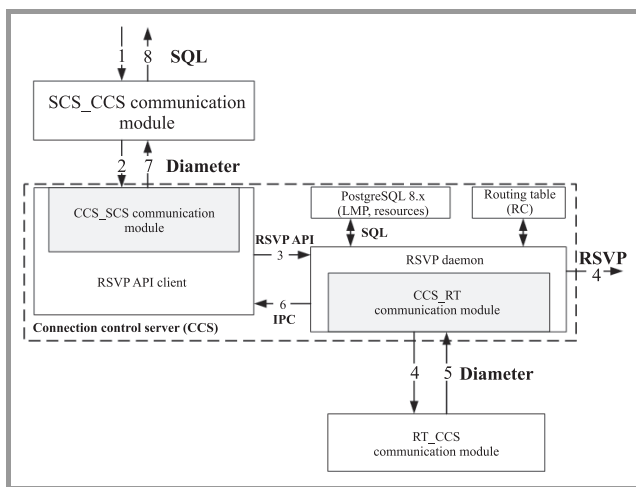 1
8
SQL
SCS_CCS communication
module
2
7
Diameter
CCS_SCS communication
module
PostgreSQL 8.x
(LMP, resources)
Routing table
(RC)
SQL
RSVP API
3
RSVP daemon
RSVP
4
RSVP API client
CCS_RT
communication module
6
IPC
Connection control server (CCS)
4
5
Diameter
RT_CCS
communication module